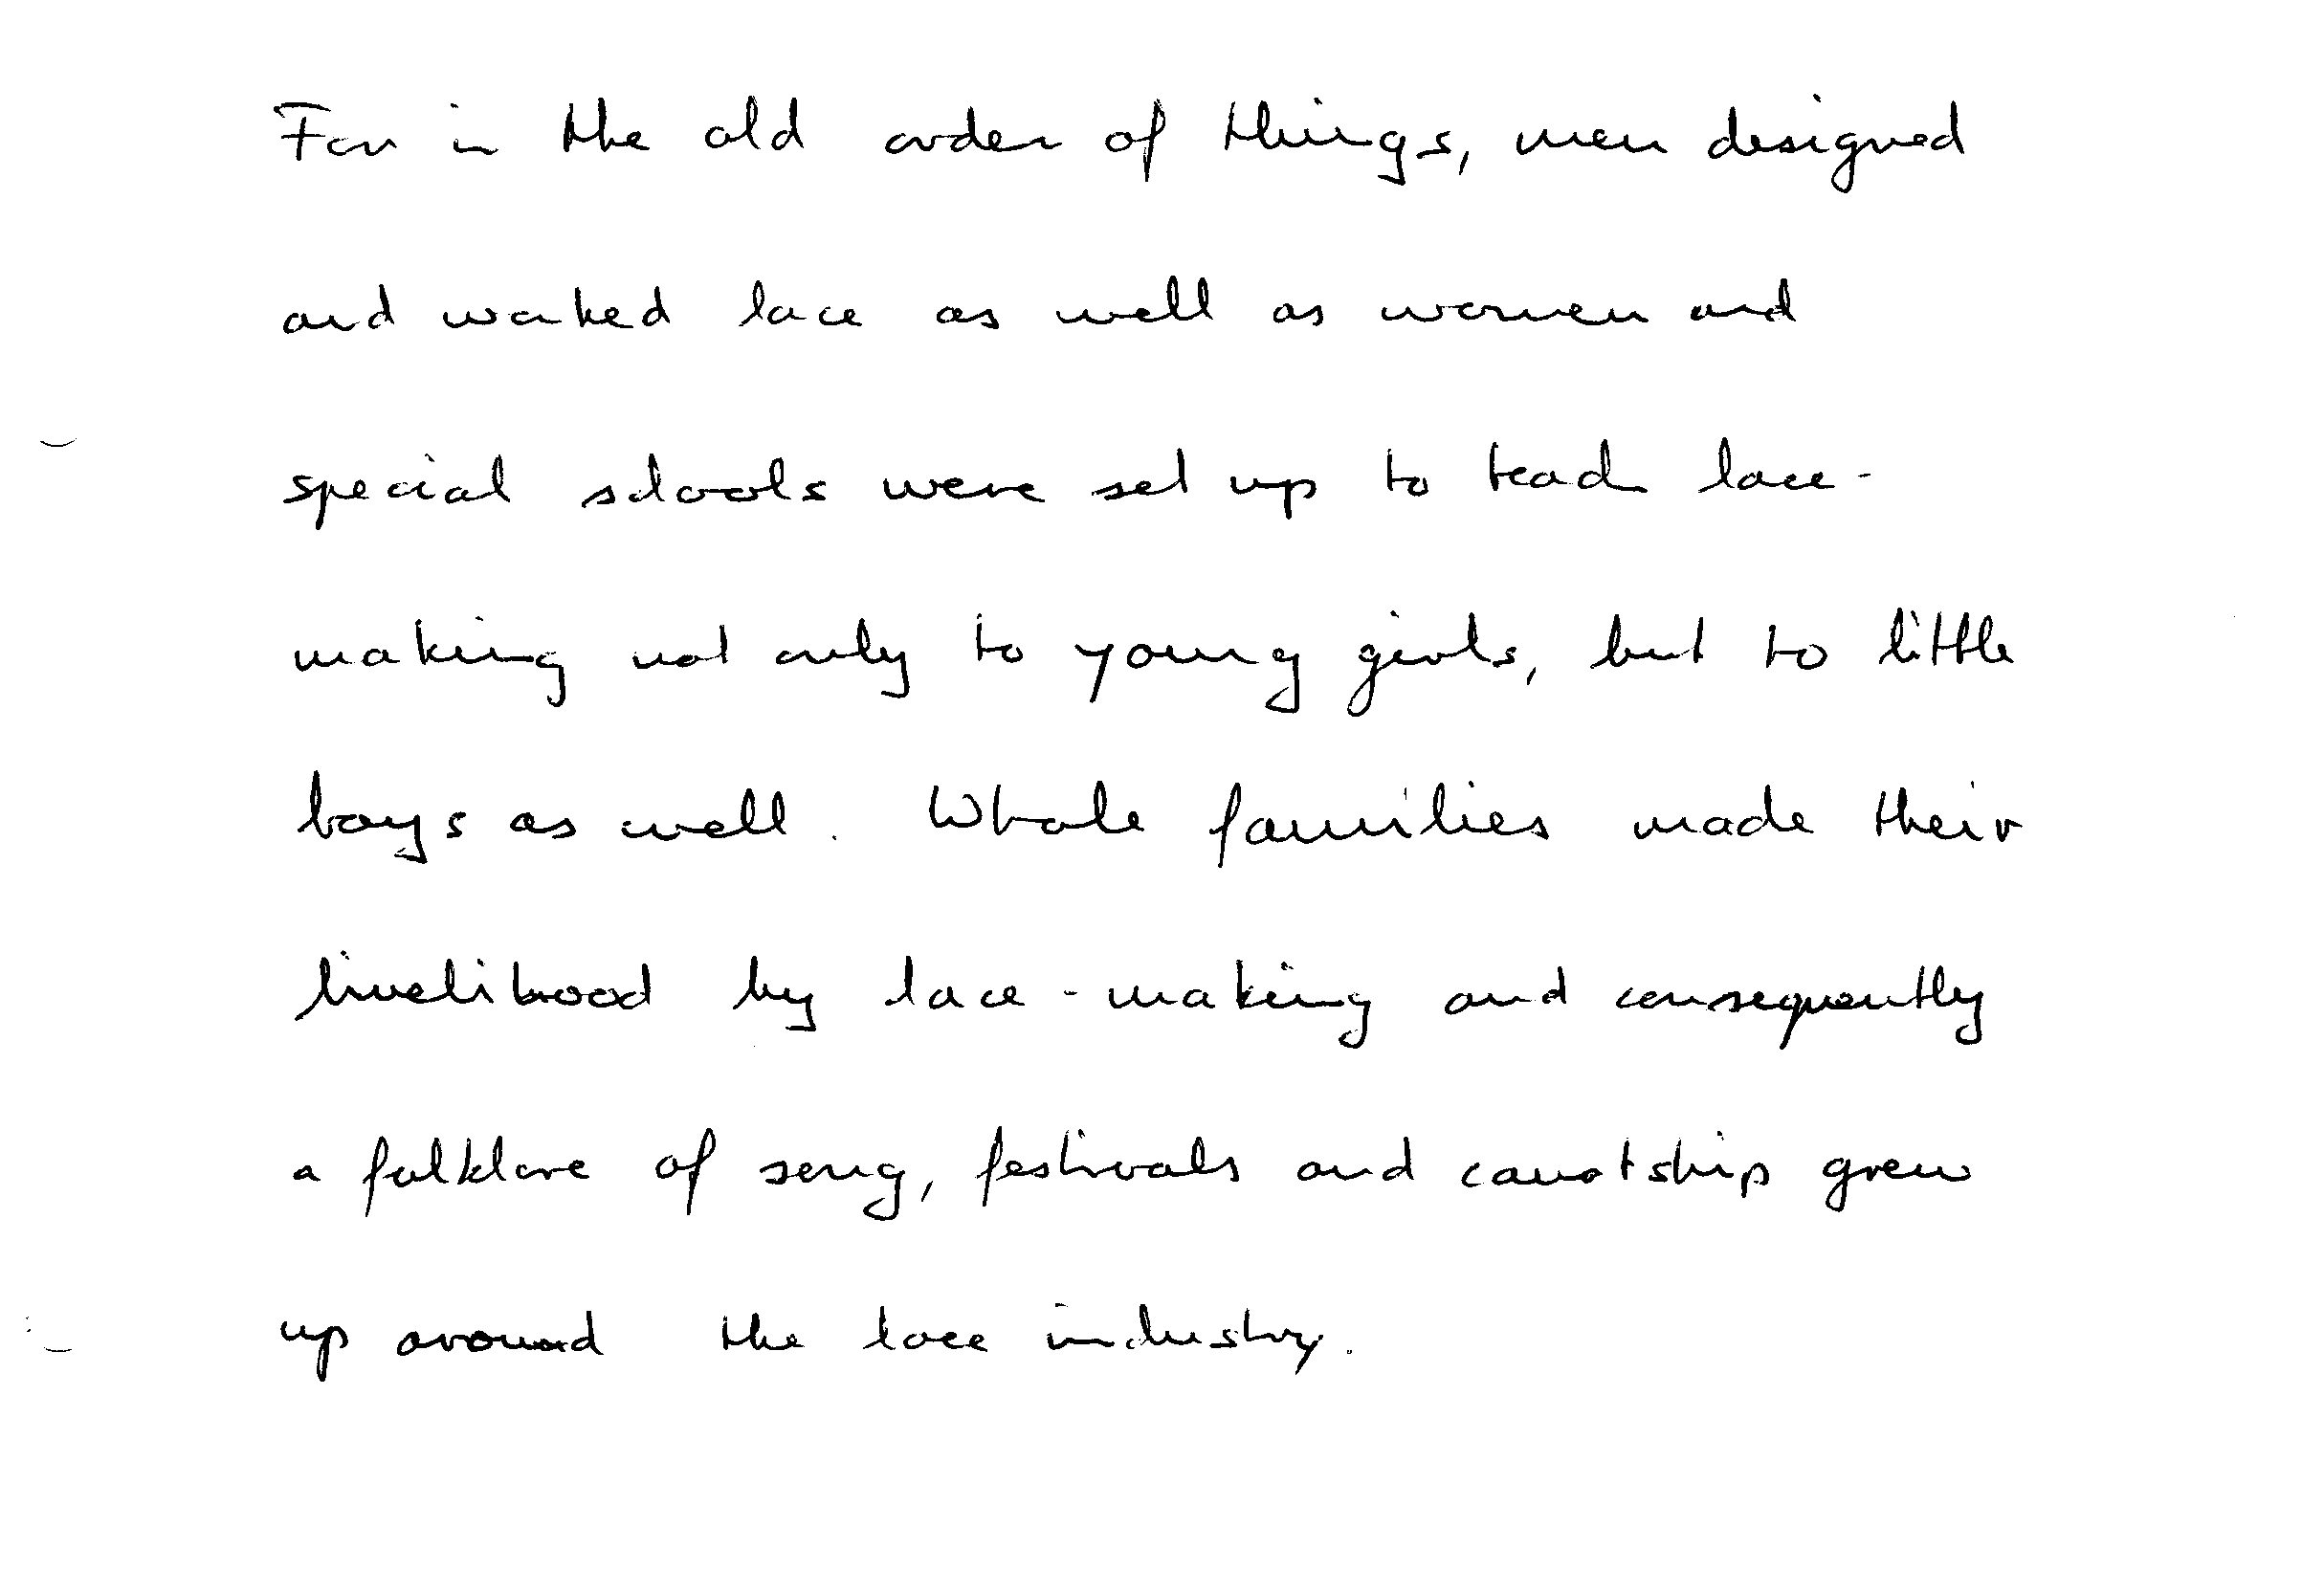 For in the old order of things, men designed
and worked lace as well as women and
special schools were set up to teach lace-
making not only to young girls, but to little
boys as well. Whole families made their
livelihood by lace-making and consequently
a folklore of song, festivals and courtship grew
up around the lace industry.